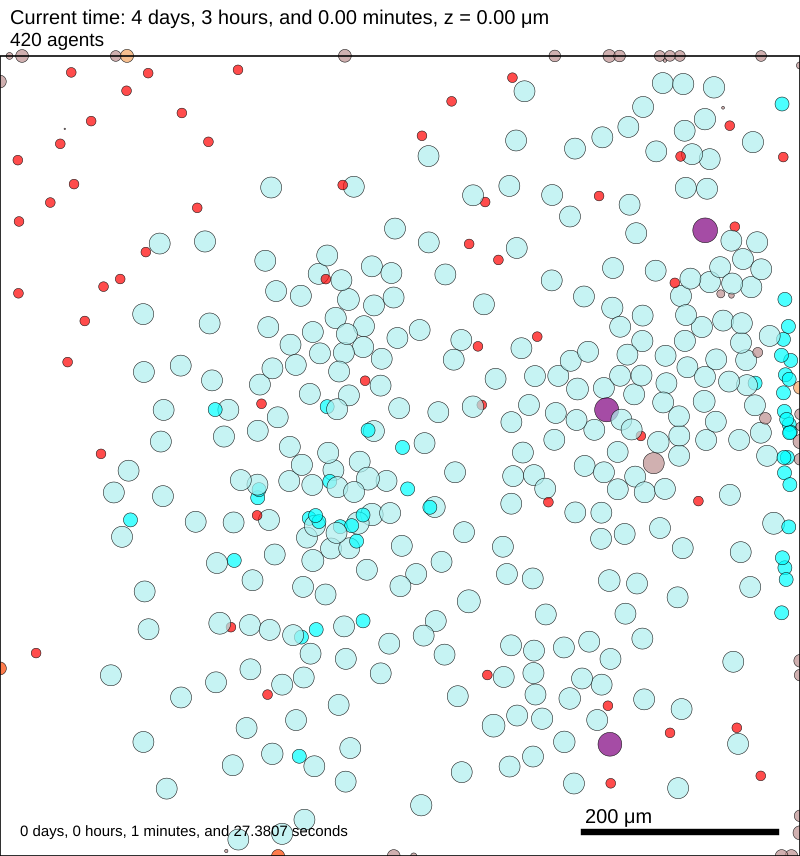 Current time: 4 days, 3 hours, and 0.00 minutes, z = 0.00 μm
420 agents
200 μm
0 days, 0 hours, 1 minutes, and 27.3807 seconds